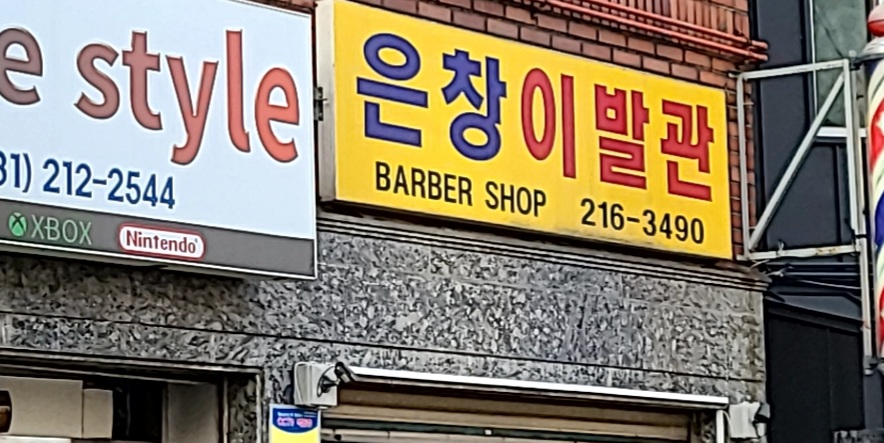 e style
31) 212-2544
XBOX Nintendo
은창이발관
BARBER SHOP 216-3490